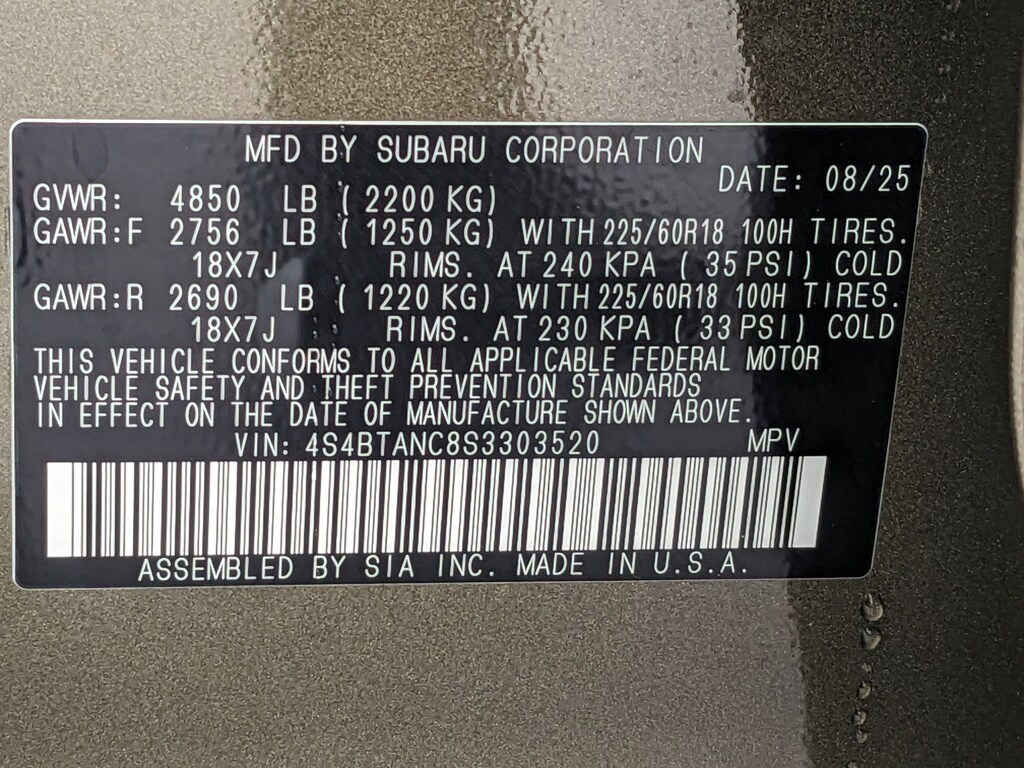 MFD BY SUBARU CORPORATION
DATE: 08/25
GVWR: 4850 LB ( 2200 KG)
GAWR:F 2756 LB ( 1250 KG) WITH 225/60R18 100H TIRES.
18X7J RIMS. AT 240 KPA ( 35 PSI) COLD
GAWR:R 2690 LB ( 1220 KG) WITH 225/60R18 100H TIRES.
18X7J RIMS. AT 230 KPA ( 33 PSI) COLD
THIS VEHICLE CONFORMS TO ALL APPLICABLE FEDERAL MOTOR
VEHICLE SAFETY AND THEFT PREVENTION STANDARDS
IN EFFECT ON THE DATE OF MANUFACTURE SHOWN ABOVE.
VIN: 4S4BTANC8S3303520 MPV
ASSEMBLED BY SIA INC. MADE IN U.S.A.